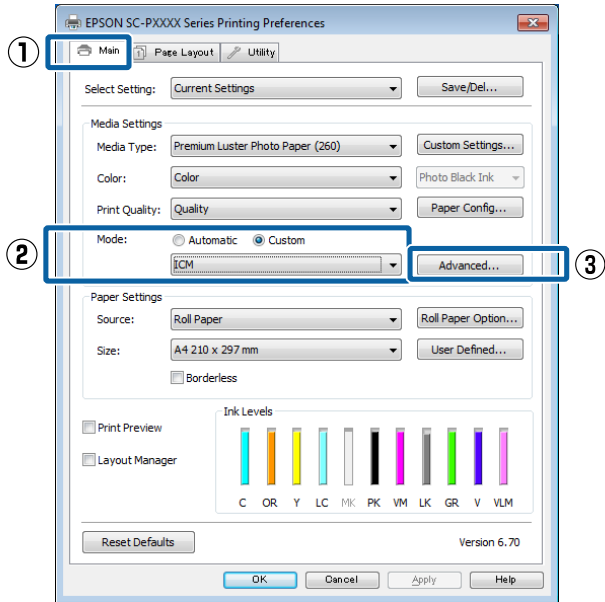 EPSON SC-PXXXX Series Printing Preferences
① Main Page Layout Utility
Select Setting: Current Settings Save/Del...
Media Settings
Media Type: Premium Luster Photo Paper (260) Custom Settings...
Color: Color Photo Black Ink
Print Quality: Quality Paper Config...
② Mode: Automatic Custom
ICM Advanced... ③
Paper Settings
Source: Roll Paper Roll Paper Option...
Size: A4 210 x 297 mm User Defined...
Borderless
Ink Levels
Print Preview
Layout Manager
C OR Y LC MK PK VM LK GR V VLM
Reset Defaults Version 6.70
OK Cancel Apply Help